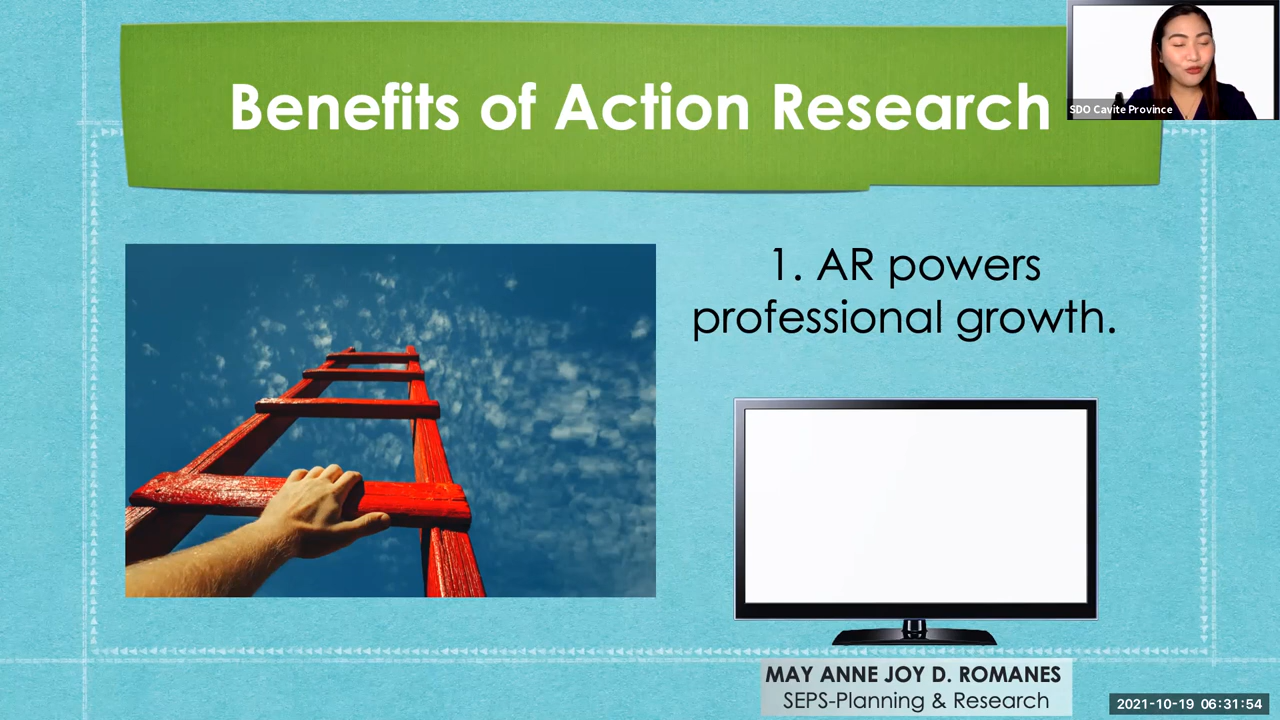 Benefits of Action Research
SDO Cavite Province
1. AR powers
professional growth.
MAY ANNE JOY D. ROMANES
SEPS-Planning & Research
2021-10-19 06:31:54